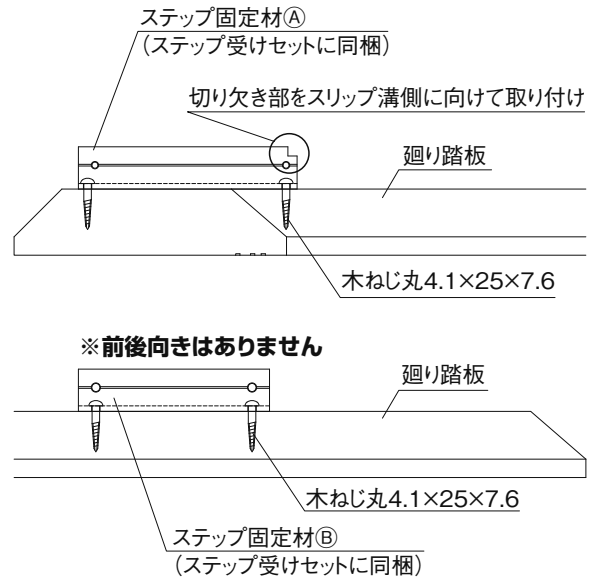 ステップ固定材Ⓐ
(ステップ受けセットに同梱)
切り欠き部をスリップ溝側に向けて取り付け
廻り踏板
木ねじ丸4.1×25×7.6
※前後向きはありません
廻り踏板
木ねじ丸4.1×25×7.6
ステップ固定材Ⓑ
(ステップ受けセットに同梱)